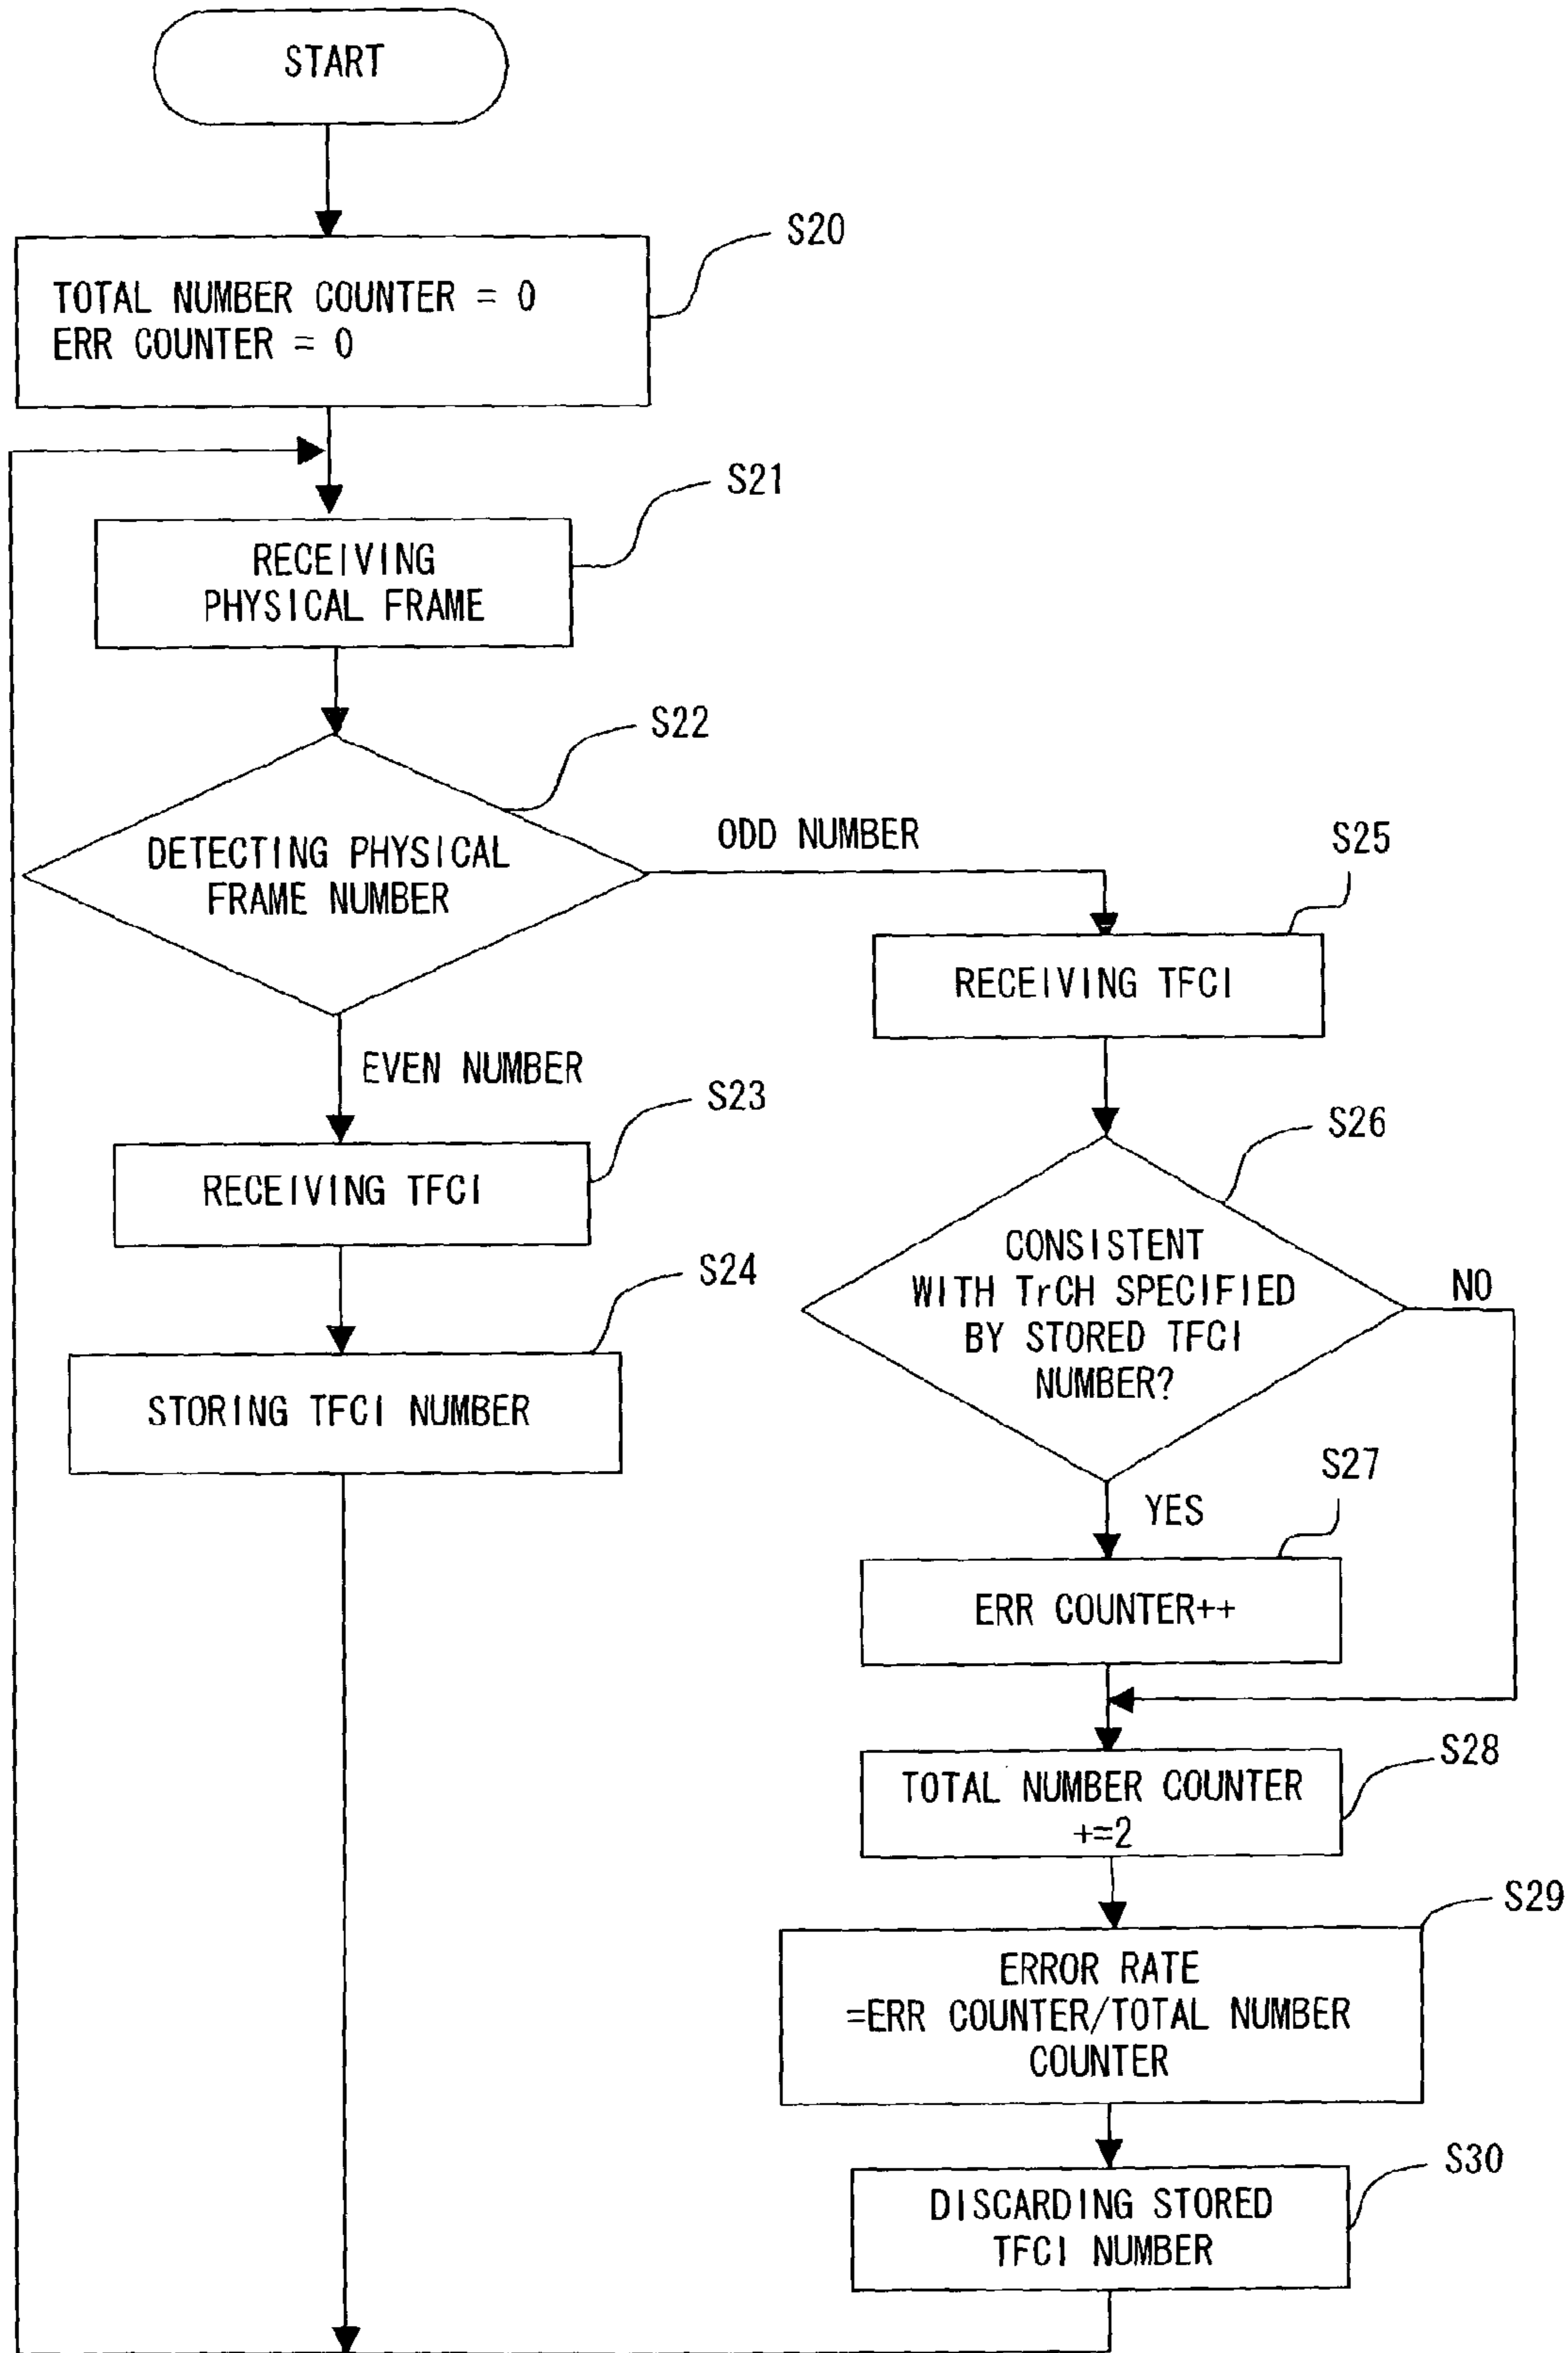 START
S20
TOTAL NUMBER COUNTER = 0
ERR COUNTER = 0
S21
RECEIVING
PHYSICAL FRAME
S22
DETECTING PHYSICAL
FRAME NUMBER
ODD NUMBER
EVEN NUMBER
S23
RECEIVING TFCI
S24
STORING TFCI NUMBER
S25
RECEIVING TFCI
S26
CONSISTENT
WITH TrCH SPECIFIED
BY STORED TFCI
NUMBER?
NO
YES
S27
ERR COUNTER++
S28
TOTAL NUMBER COUNTER
+=2
S29
ERROR RATE
=ERR COUNTER/TOTAL NUMBER
COUNTER
S30
DISCARDING STORED
TFCI NUMBER